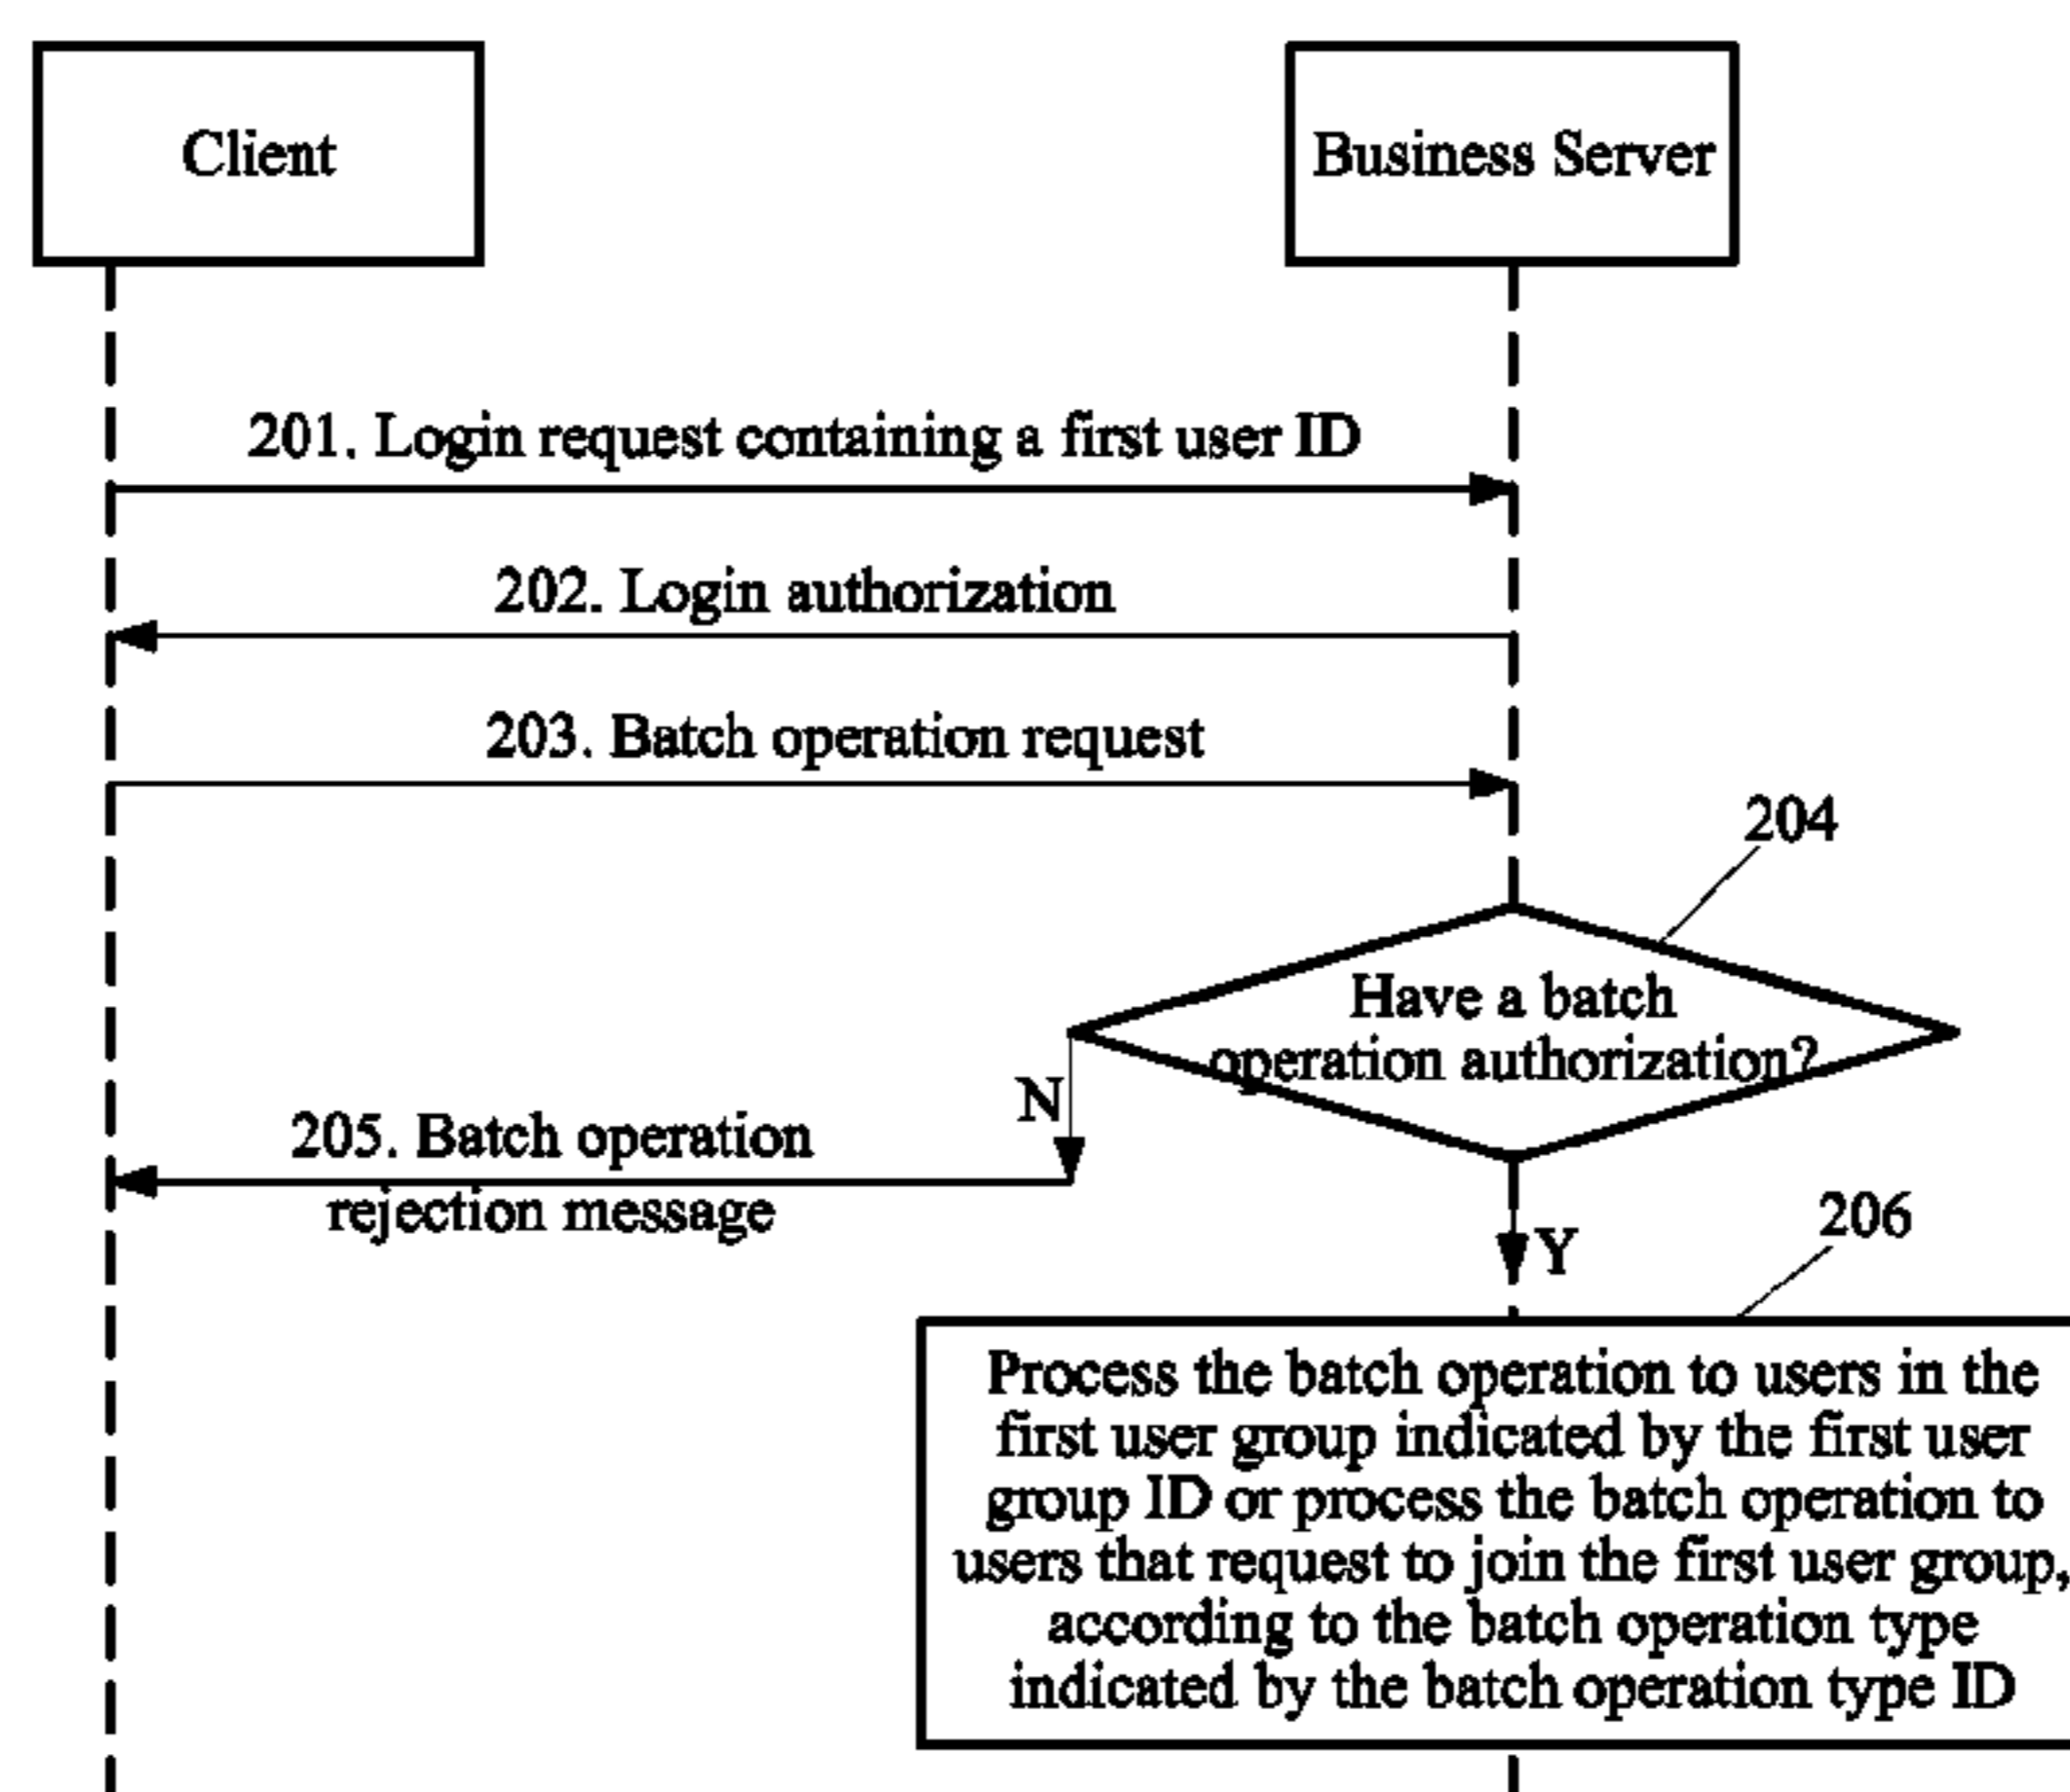 Client
Business Server
201. Login request containing a first user ID
202. Login authorization
203. Batch operation request
204
Have a batch
operation authorization?
N
205. Batch operation
rejection message
206
Y
Process the batch operation to users in the
first user group indicated by the first user
group ID or process the batch operation to
users that request to join the first user group,
according to the batch operation type
indicated by the batch operation type ID